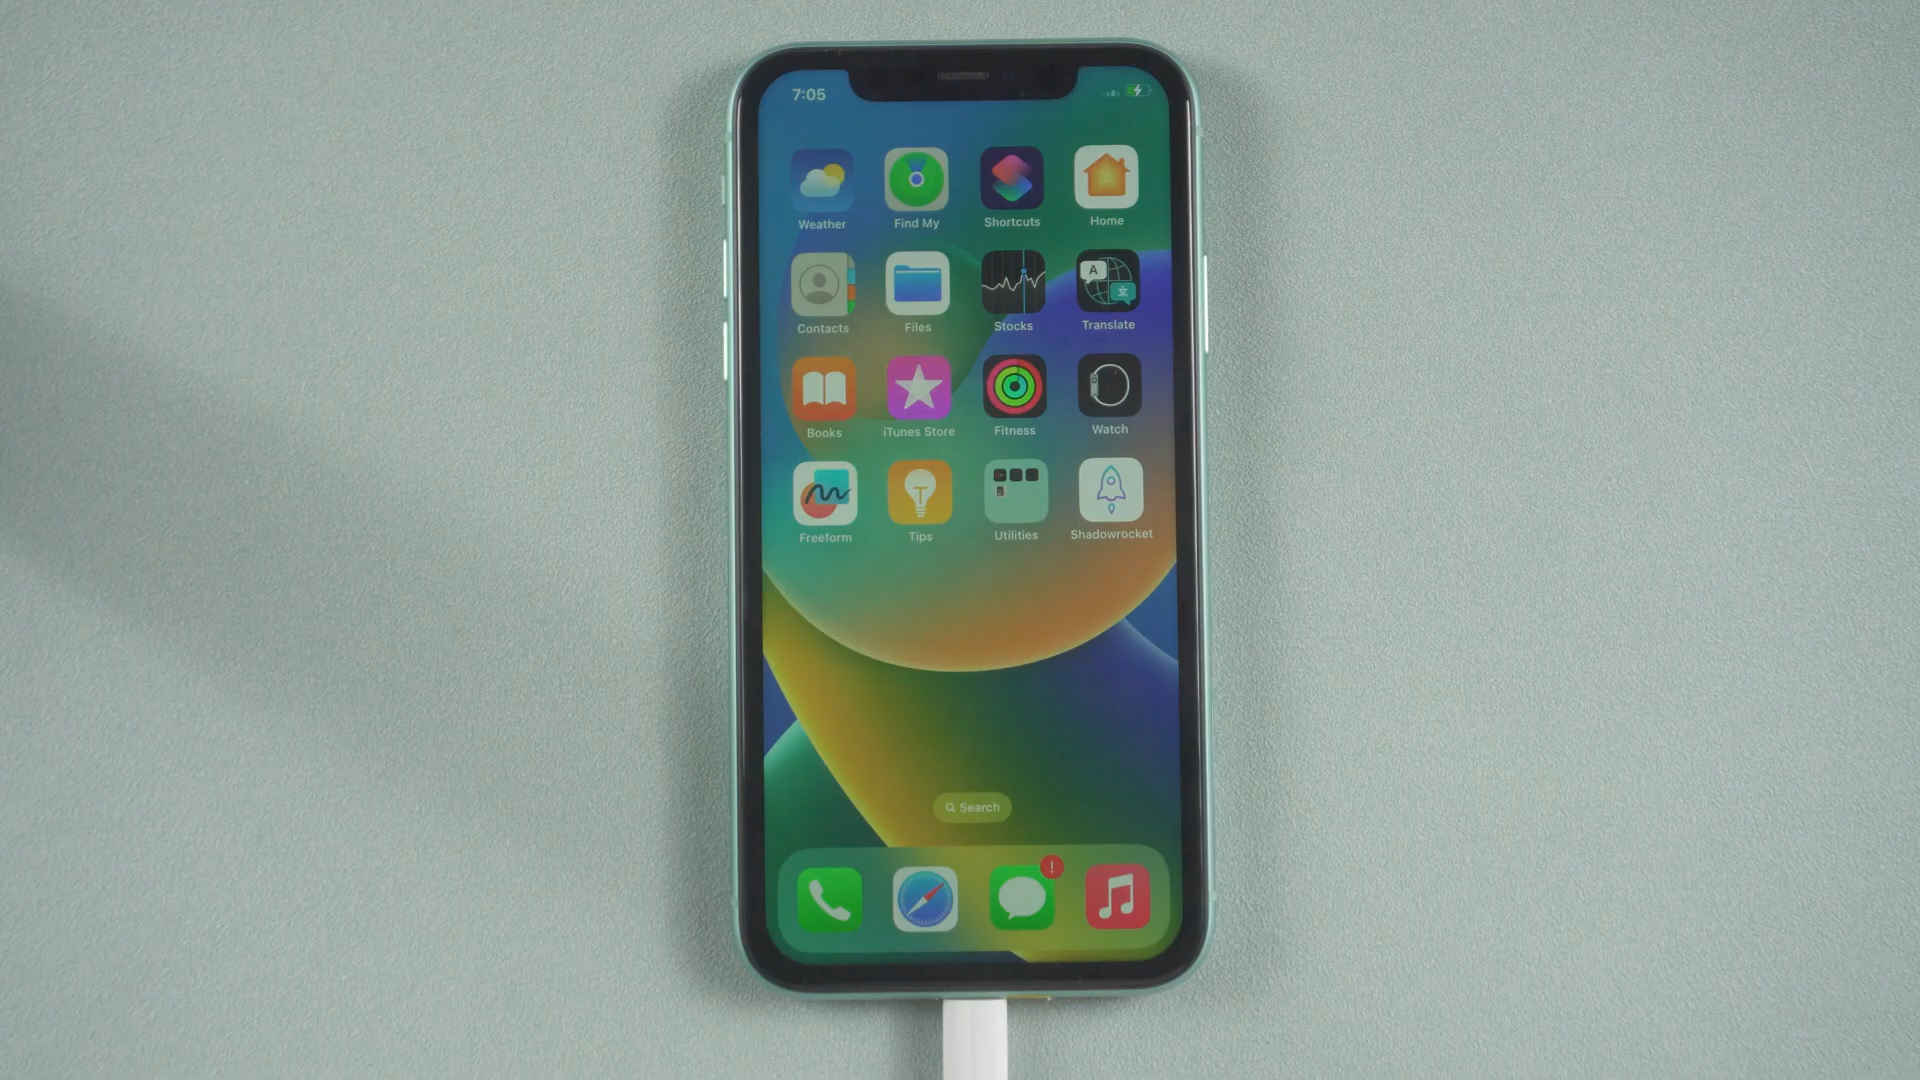 7:05
Weather Find My Shortcuts Home
A
文
Contacts Files Stocks Translate
Books iTunes Store Fitness Watch
Freeform Tips Utilities Shadowrocket
Search
!